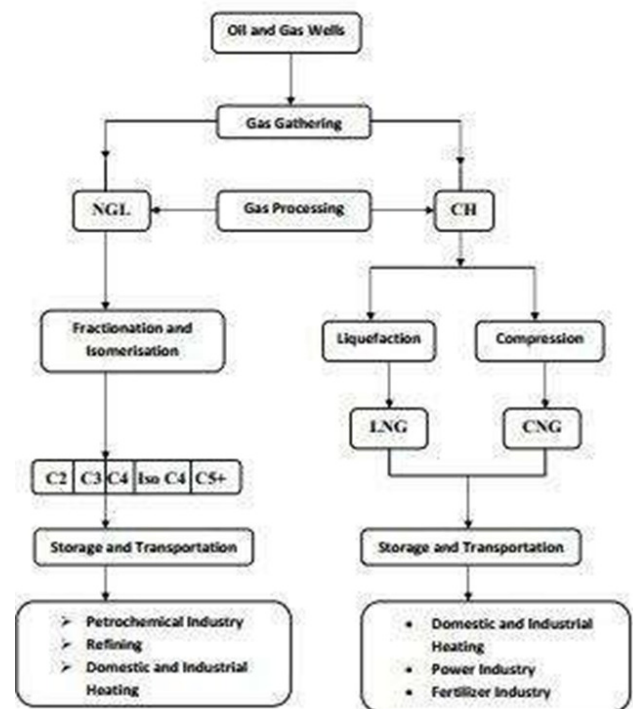 Oil and Gas Wells
Gas Gathering
NGL
Gas Processing
CH
Fractionation and
Isomerisation
Liquefaction
Compression
LNG
CNG
C2 C3 C4 Iso C4 C5+
Storage and Transportation
Storage and Transportation
➢ Petrochemical Industry
➢ Refining
➢ Domestic and Industrial
Heating
• Domestic and Industrial
Heating
• Power Industry
• Fertilizer Industry